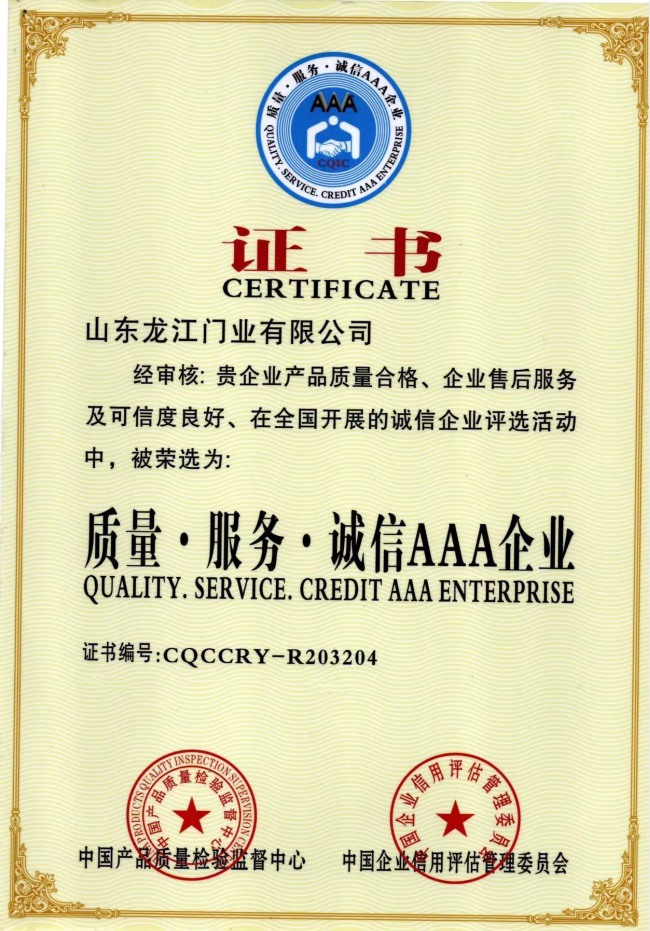 质量·服务·诚信AAA企业
AAA
CQIC
QUALITY. SERVICE. CREDIT AAA ENTERPRISE
证书
CERTIFICATE
山东龙江门业有限公司
经审核:贵企业产品质量合格、企业售后服务
及可信度良好、在全国开展的诚信企业评选活动
中，被荣选为:
质量·服务·诚信AAA企业
QUALITY. SERVICE. CREDIT AAA ENTERPRISE
证书编号:CQCCRY-R203204
PRODUCTS QUALITY INSPECTION SUPERVISION
中国产品质量检验监督中心
中国企业信用评估管理委员会
中国产品质量检验监督中心
中国企业信用评估管理委员会